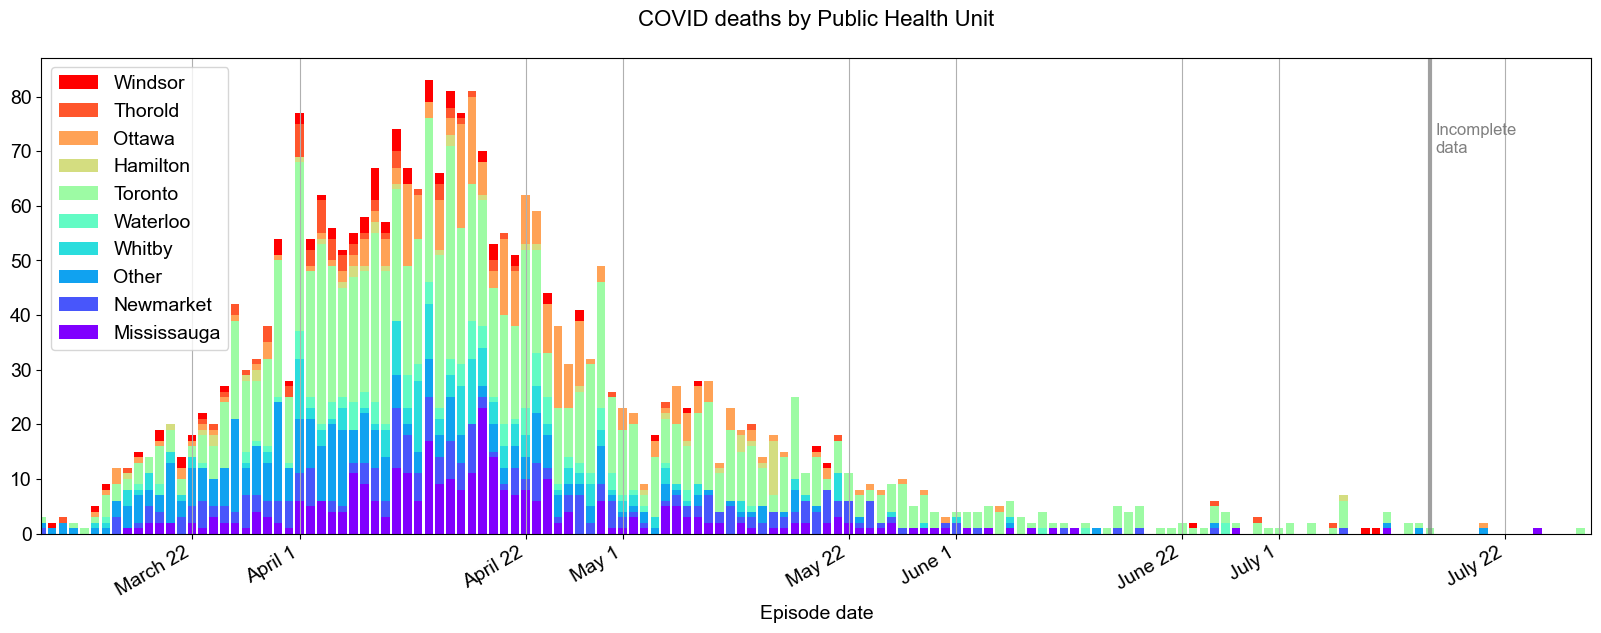 COVID deaths by Public Health Unit
Windsor
Thorold
Ottawa
Hamilton
Toronto
Waterloo
Whitby
Other
Newmarket
Mississauga
80
70
60
50
40
30
20
10
0
Incomplete
data
March 22
April 1
April 22
May 1
May 22
June 1
June 22
July 1
July 22
Episode date